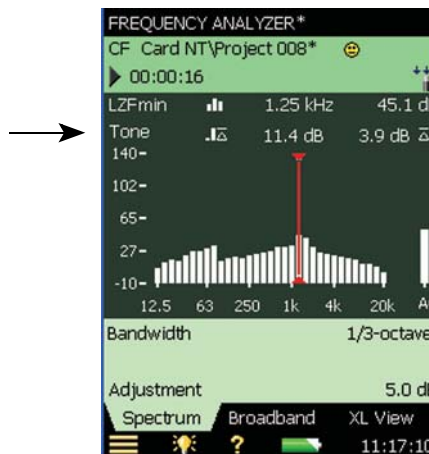 FREQUENCY ANALYZER*
CF Card NT\Project 008*
00:00:16
LZFmin 1.25 kHz 45.1 d
Tone 11.4 dB 3.9 dB
140-
102-
65-
27-
-10-
12.5 63 250 1k 4k 20k A
Bandwidth 1/3-octave
Adjustment 5.0 d
Spectrum Broadband XL View
? 11:17:10